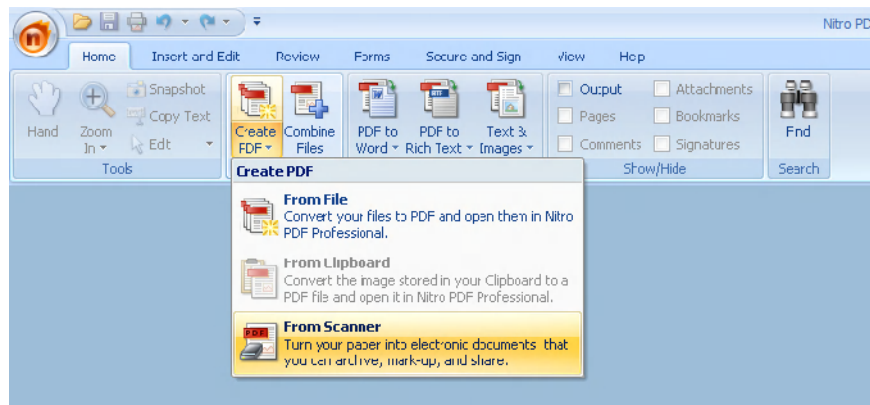 Nitro PD
Home Insert and Edit Review Forms Secure and Sign View Help
Hand
Zoom In
Snapshot
Copy Text
Edit
Tools
Create PDF
Combine Files
PDF to Word
PDF to Rich Text
Text & Images
Output
Pages
Comments
Attachments
Bookmarks
Signatures
Show/Hide
Find
Search
Create PDF
From File
Convert your files to PDF and open them in Nitro
PDF Professional.
From Clipboard
Convert the image stored in your Clipboard to a
PDF file and open it in Nitro PDF Professional.
PDF
From Scanner
Turn your paper into electronic documents that
you can archive, mark-up, and share.